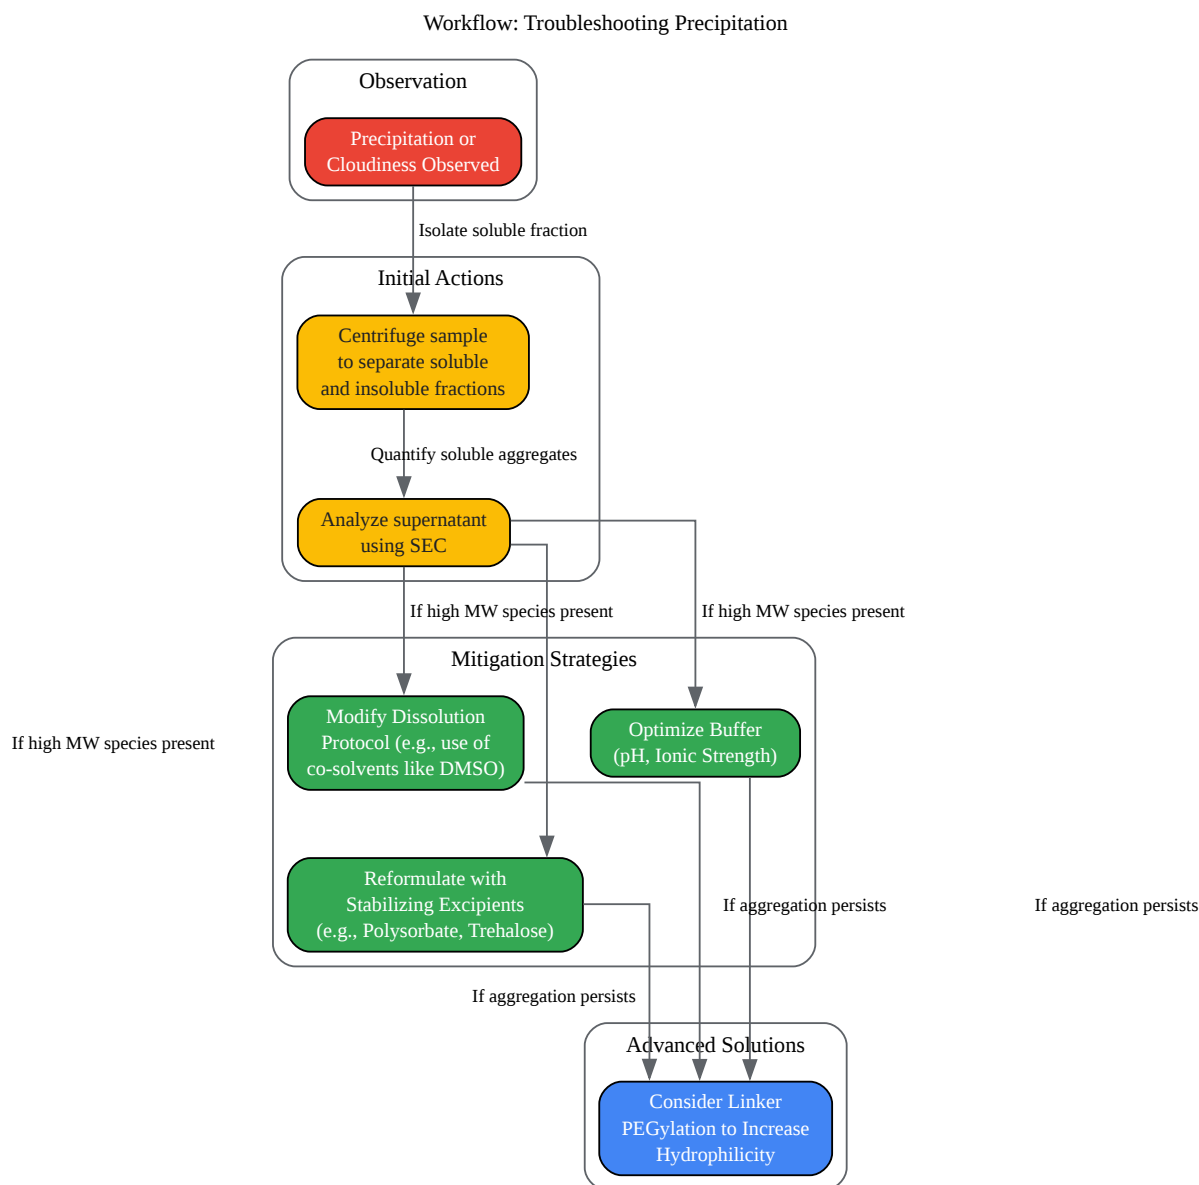 Workflow: Troubleshooting Precipitation
Observation
Precipitation or
Cloudiness Observed
Isolate soluble fraction
Initial Actions
Centrifuge sample
to separate soluble
and insoluble fractions
Quantify soluble aggregates
Analyze supernatant
using SEC
If high MW species present
If high MW species present
Mitigation Strategies
Modify Dissolution
Protocol (e.g., use of
co-solvents like DMSO)
Optimize Buffer
(pH, Ionic Strength)
If high MW species present
Reformulate with
Stabilizing Excipients
(e.g., Polysorbate, Trehalose)
If aggregation persists
If aggregation persists
If aggregation persists
Advanced Solutions
Consider Linker
PEGylation to Increase
Hydrophilicity